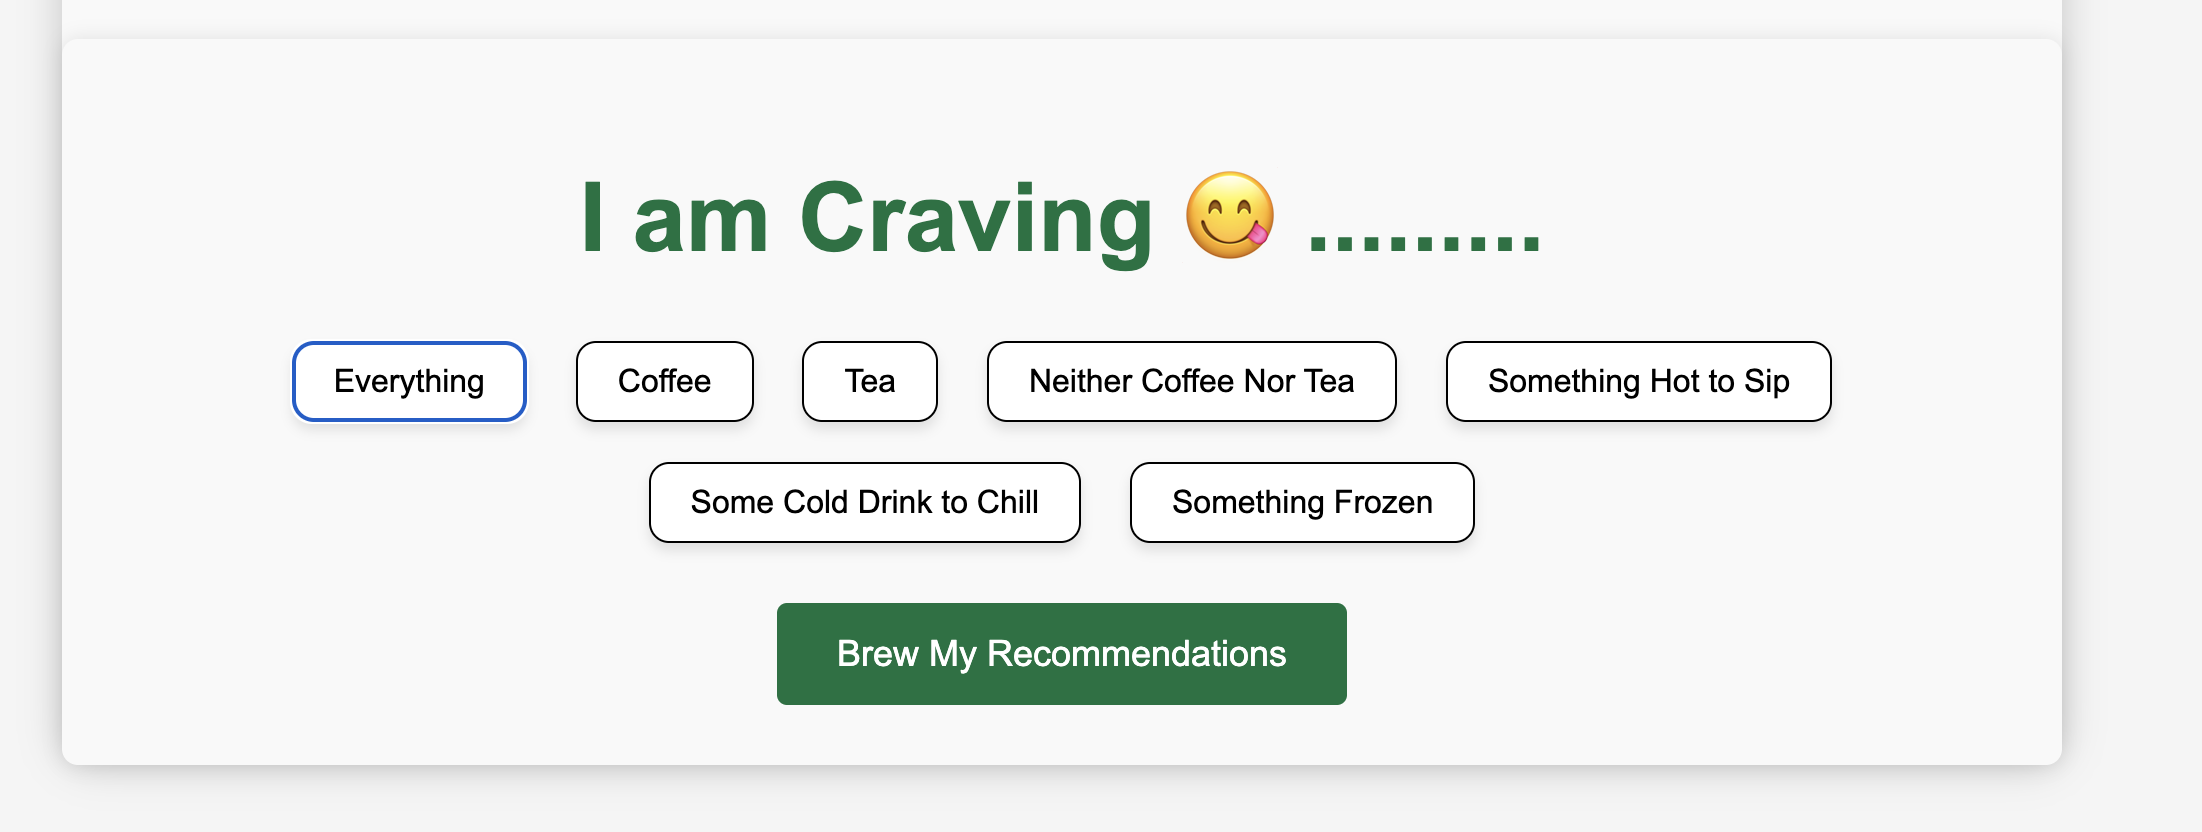 I am Craving 😋 .........
Everything
Coffee
Tea
Neither Coffee Nor Tea
Something Hot to Sip
Some Cold Drink to Chill
Something Frozen
Brew My Recommendations